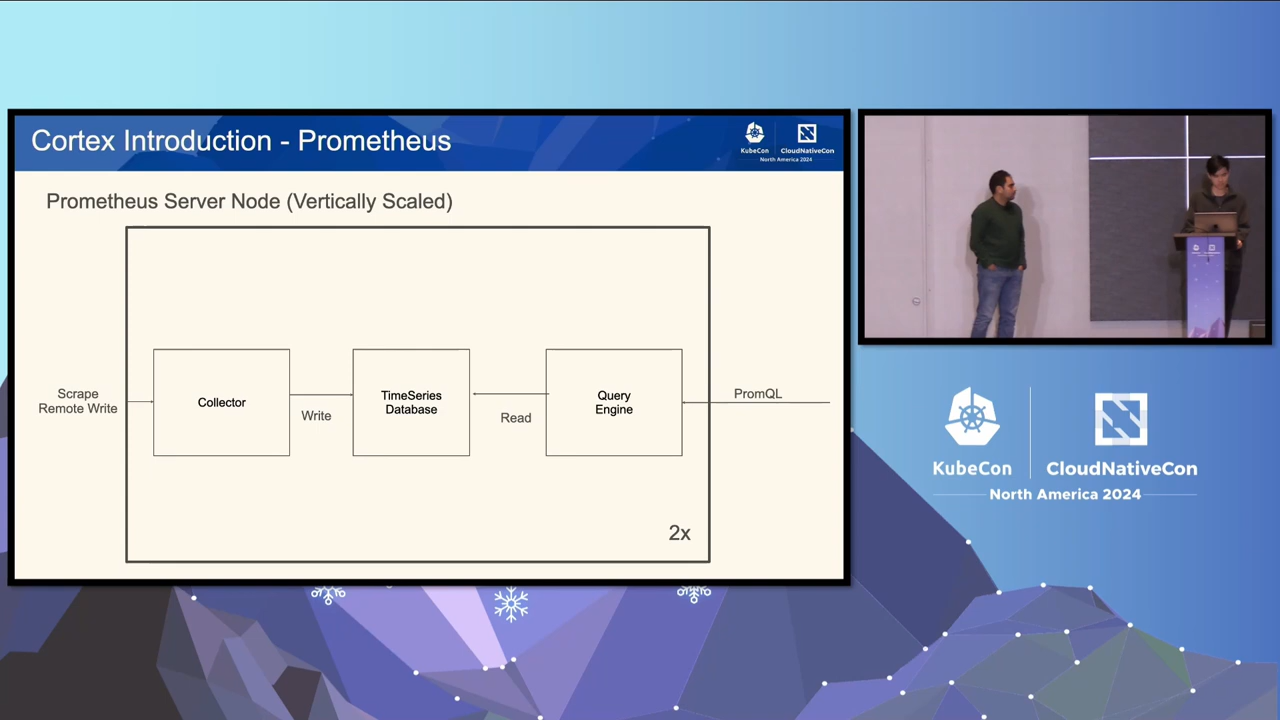 Cortex Introduction - Prometheus
KubeCon
CloudNativeCon
North America 2024
Prometheus Server Node (Vertically Scaled)
Scrape
Remote Write
Collector
Write
TimeSeries
Database
Read
Query
Engine
PromQL
2x
KubeCon
CloudNativeCon
North America 2024